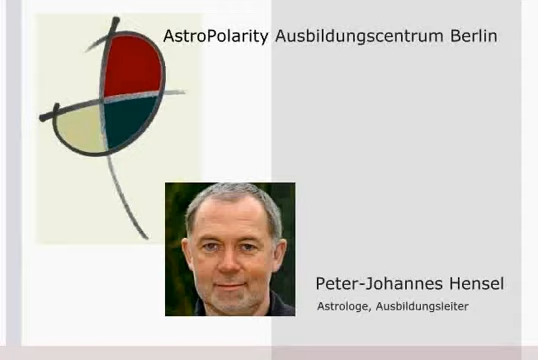 AstroPolarity Ausbildungscentrum Berlin
Peter-Johannes Hensel
Astrologe, Ausbildungsleiter